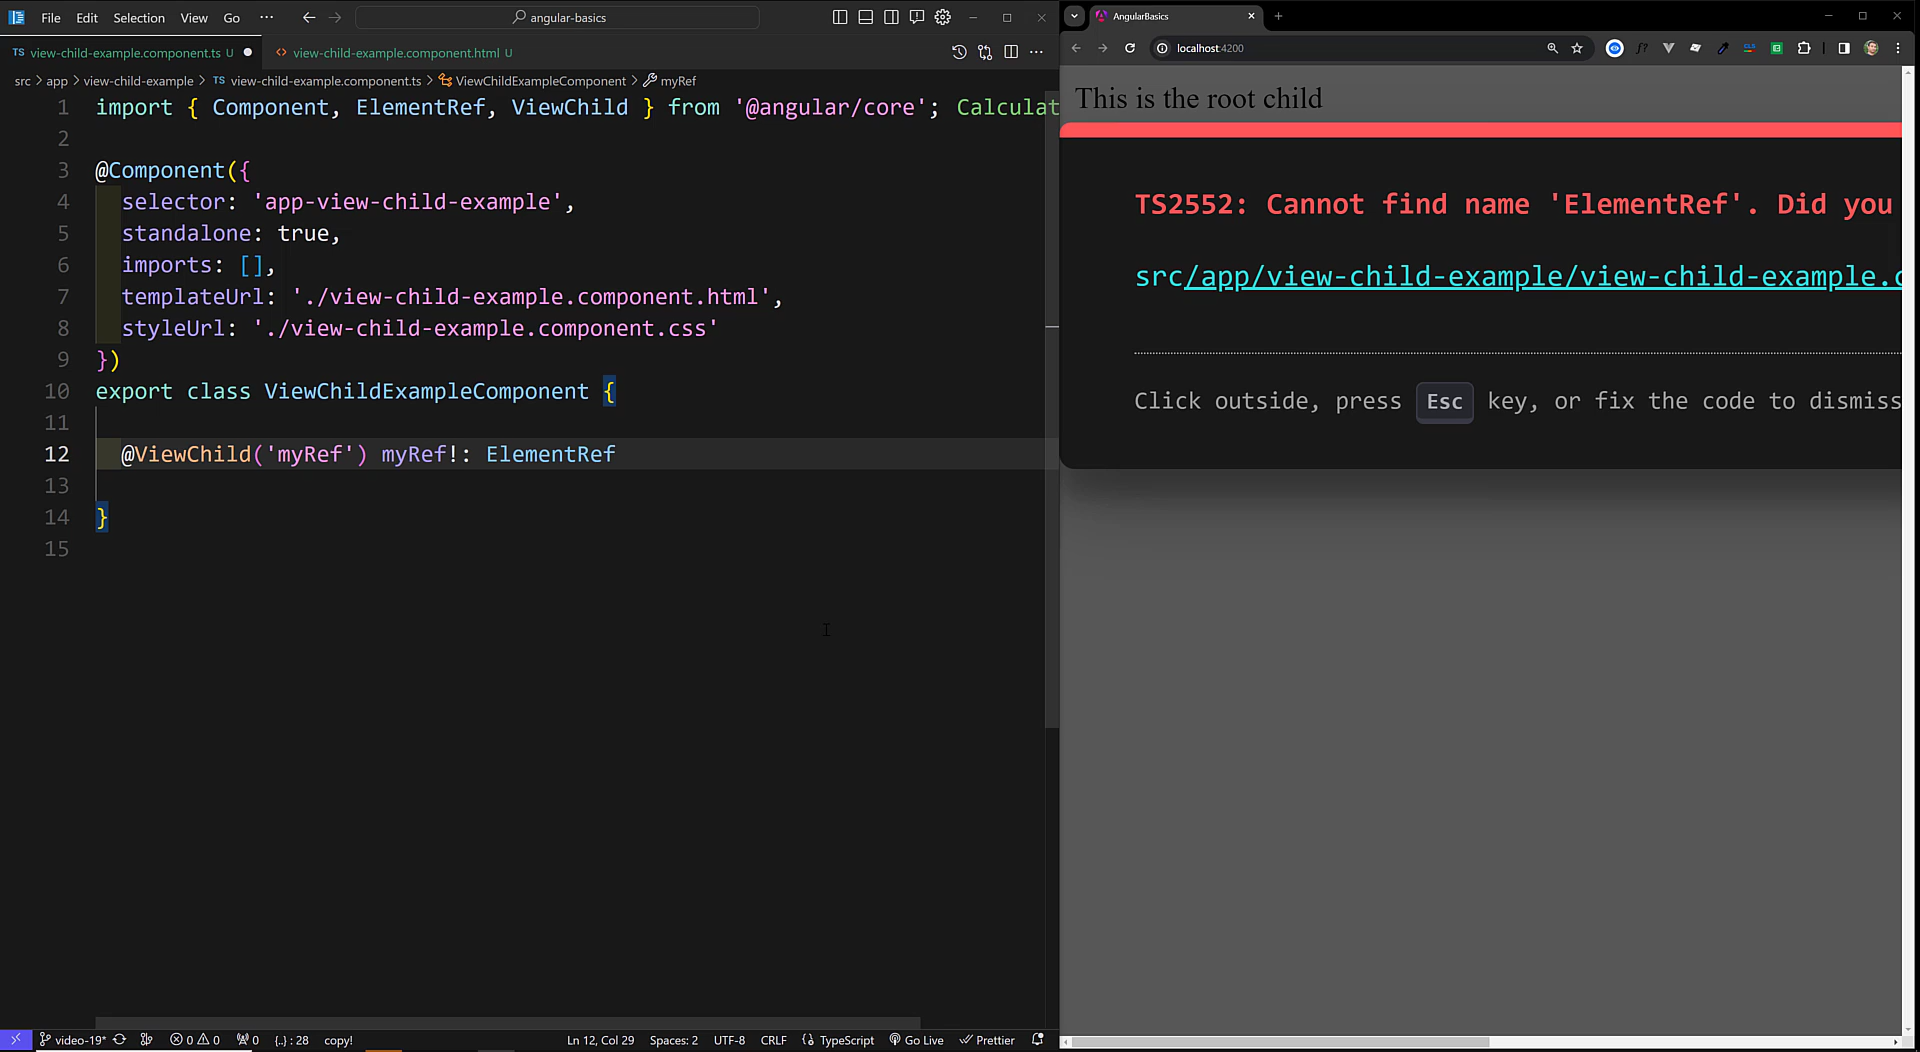 File Edit Selection View Go ··· angular-basics
TS view-child-example.component.ts U ● <> view-child-example.component.html U
src > app > view-child-example > TS view-child-example.component.ts > ViewChildExampleComponent > myRef
1 import { Component, ElementRef, ViewChild } from '@angular/core'; Calculat
2
3 @Component({
4 selector: 'app-view-child-example',
5 standalone: true,
6 imports: [],
7 templateUrl: './view-child-example.component.html',
8 styleUrl: './view-child-example.component.css'
9 })
10 export class ViewChildExampleComponent {
11
12 @ViewChild('myRef') myRef!: ElementRef
13
14 }
15
video-19* 0 0 0 {..} : 28 copy! Ln 12, Col 29 Spaces: 2 UTF-8 CRLF {} TypeScript Go Live Prettier
AngularBasics
localhost:4200 f?
This is the root child
TS2552: Cannot find name 'ElementRef'. Did you
src/app/view-child-example/view-child-example.c
Click outside, press Esc key, or fix the code to dismiss